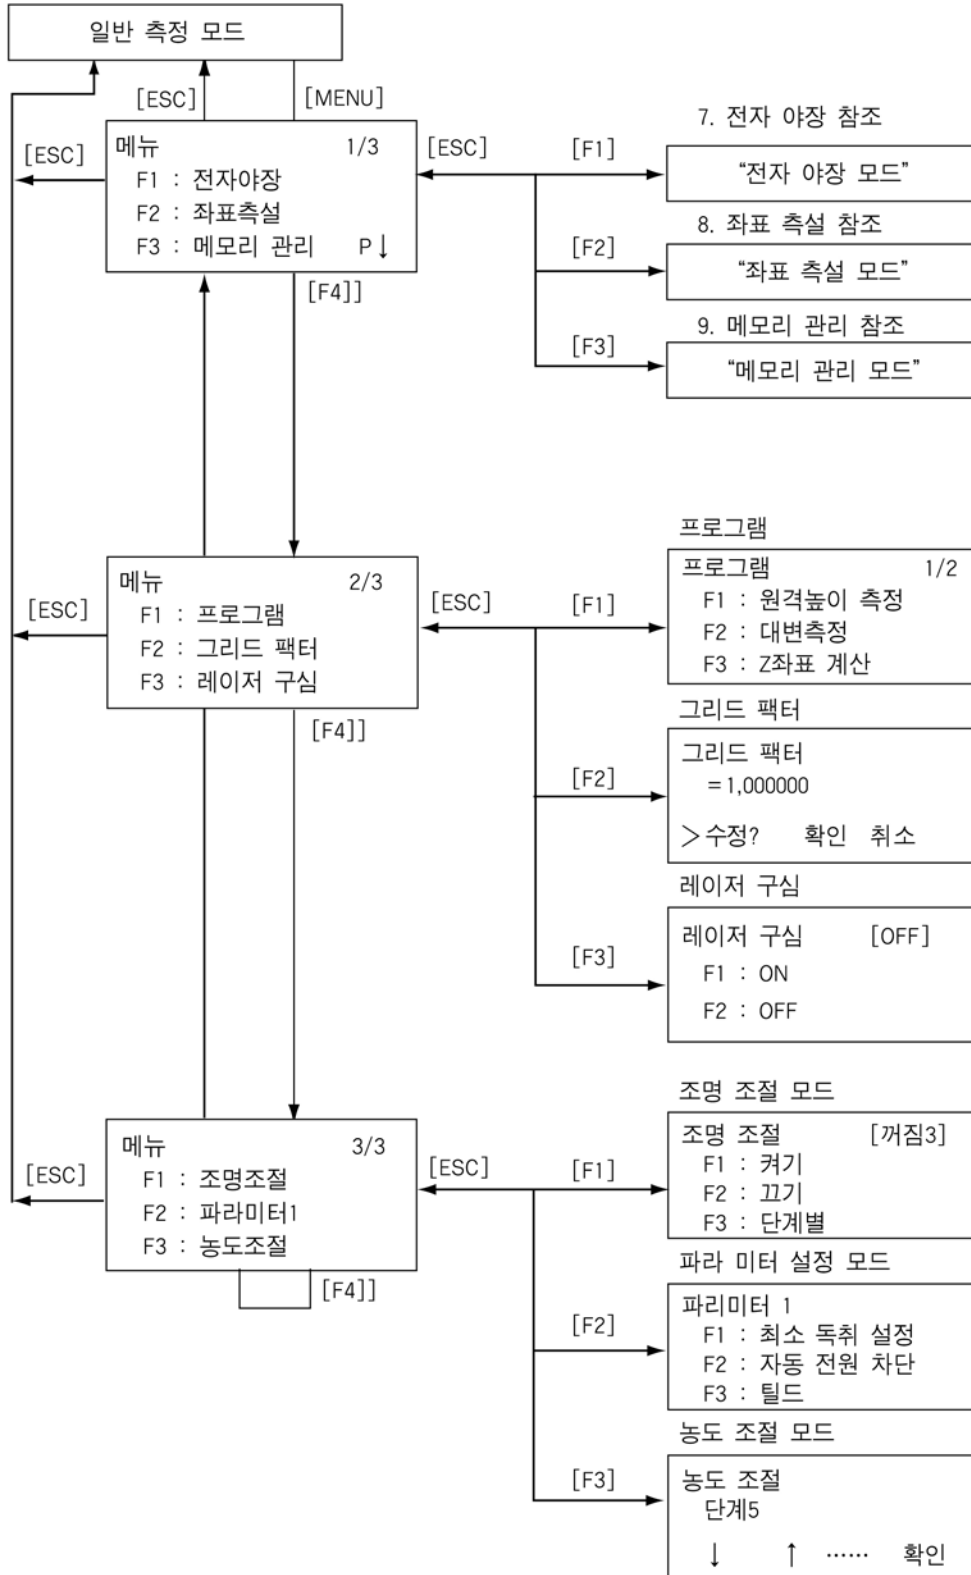 일반 측정 모드
[ESC]
[MENU]
[ESC]
메뉴 1/3
F1 : 전자야장
F2 : 좌표측설
F3 : 메모리 관리 P↓
[ESC]
[F1]
7. 전자 야장 참조
“전자 야장 모드”
[F2]
8. 좌표 측설 참조
“좌표 측설 모드”
[F3]
9. 메모리 관리 참조
“메모리 관리 모드”
[F4]]
[ESC]
메뉴 2/3
F1 : 프로그램
F2 : 그리드 팩터
F3 : 레이저 구심
[ESC]
[F1]
프로그램
프로그램 1/2
F1 : 원격높이 측정
F2 : 대변측정
F3 : Z좌표 계산
[F4]]
[F2]
그리드 팩터
그리드 팩터
=1,000000
>수정? 확인 취소
[F3]
레이저 구심
레이저 구심 [OFF]
F1 : ON
F2 : OFF
[ESC]
메뉴 3/3
F1 : 조명조절
F2 : 파라미터1
F3 : 농도조절
[F4]]
[ESC]
[F1]
조명 조절 모드
조명 조절 [꺼짐3]
F1 : 켜기
F2 : 끄기
F3 : 단계별
[F2]
파라 미터 설정 모드
파리미터 1
F1 : 최소 독취 설정
F2 : 자동 전원 차단
F3 : 틸드
[F3]
농도 조절 모드
농도 조절
단계5
↓ ↑ …… 확인